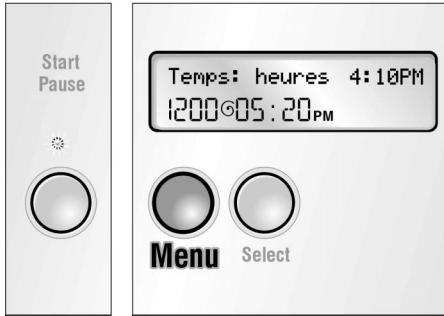 Start
Pause
Temps: heures 4:10PM
1200 05:20PM
Menu
Select